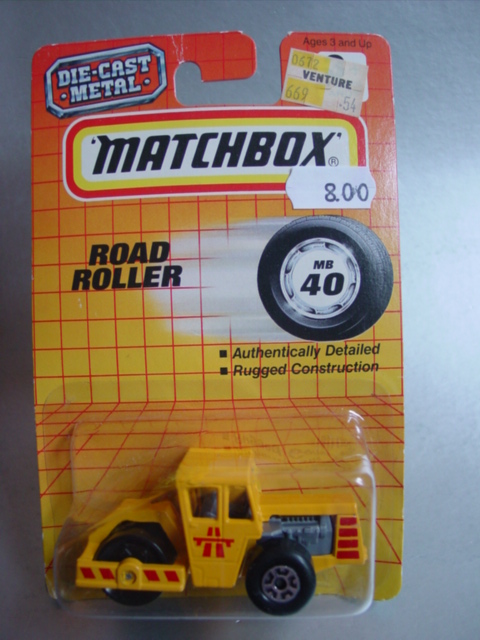 Ages 3 and Up
DIE-CAST
METAL
0672
VENTURE
669 .54
MATCHBOX®
8.00
ROAD
ROLLER
MB
40
■ Authentically Detailed
■ Rugged Construction